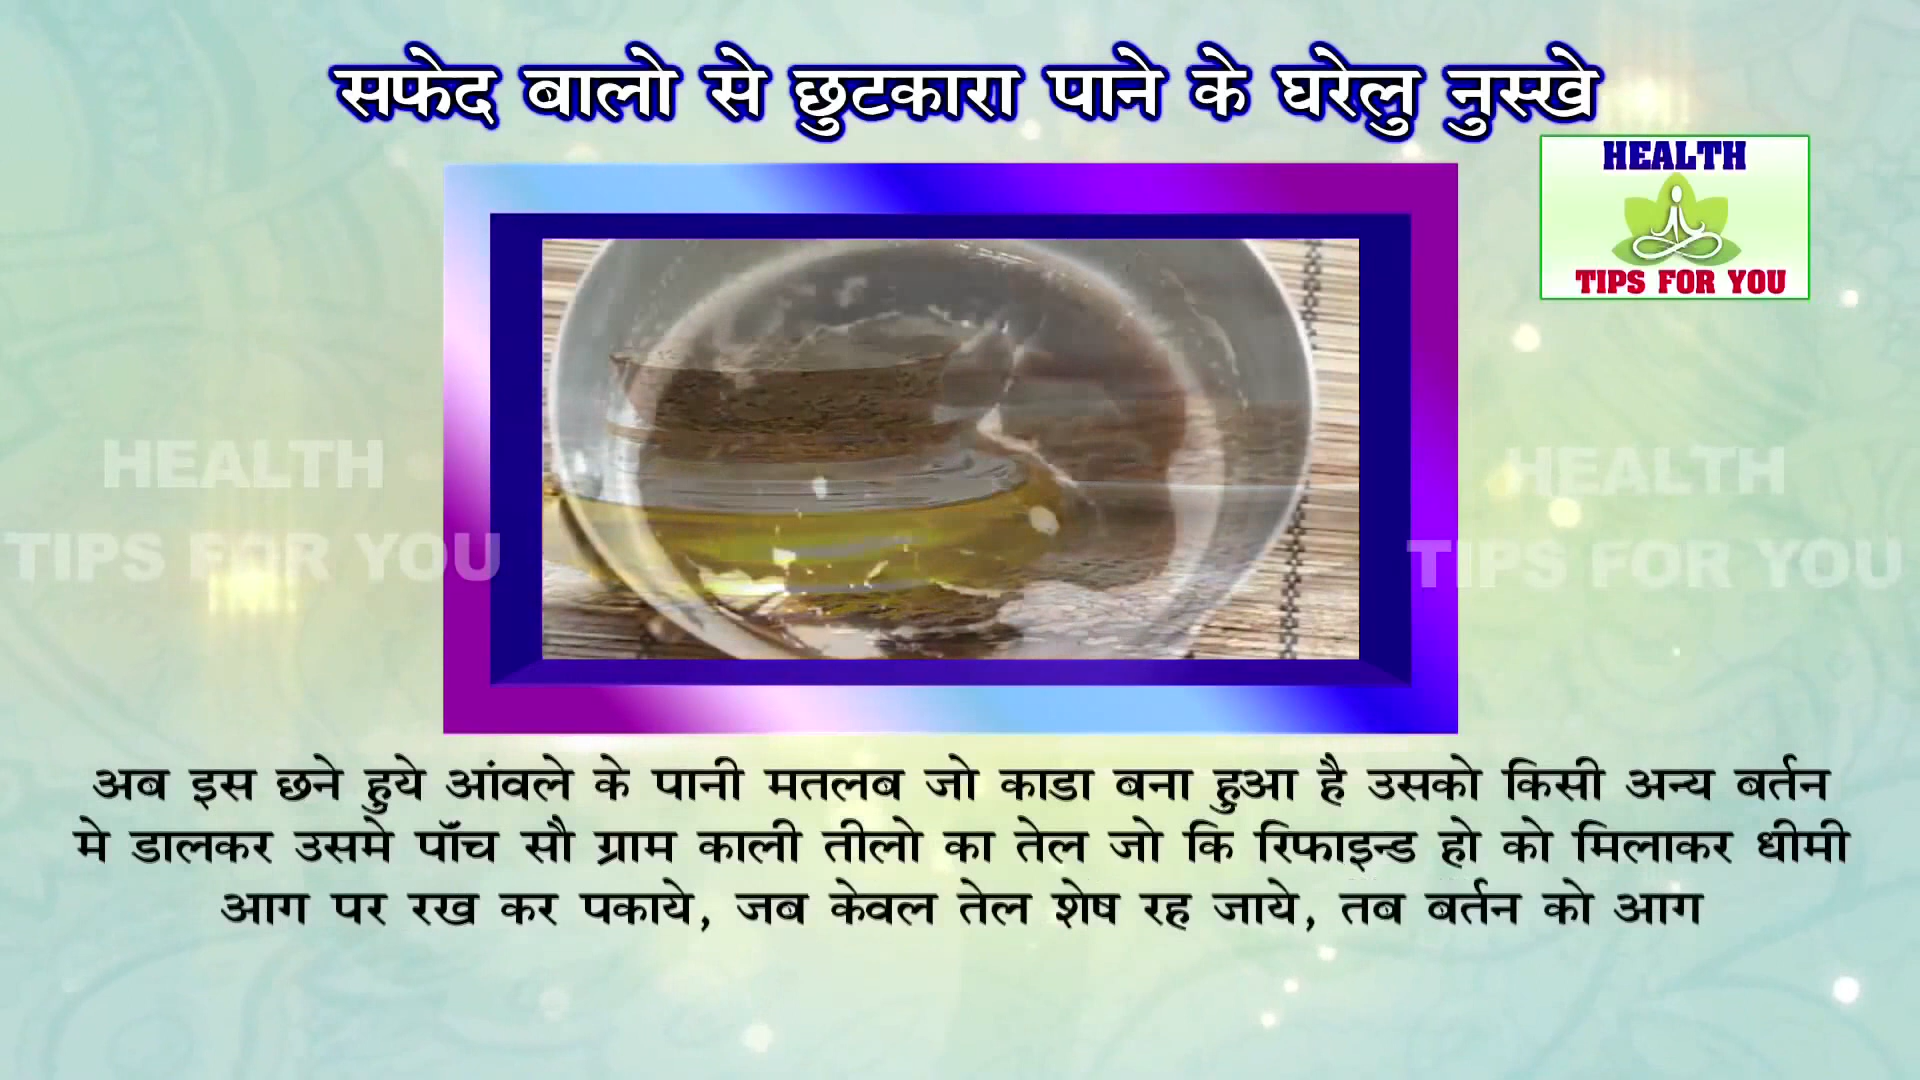 सफेद बालो से छुटकारा पाने के घरेलु नुस्खे
HEALTH
TIPS FOR YOU
HEALTH
TIPS FOR YOU
HEALTH
TIPS FOR YOU
अब इस छने हुये आंवले के पानी मतलब जो काडा बना हुआ है उसको किसी अन्य बर्तन
मे डालकर उसमे पॉच सौ ग्राम काली तीलो का तेल जो कि रिफाइन्ड हो को मिलाकर धीमी
आग पर रख कर पकाये, जब केवल तेल शेष रह जाये, तब बर्तन को आग